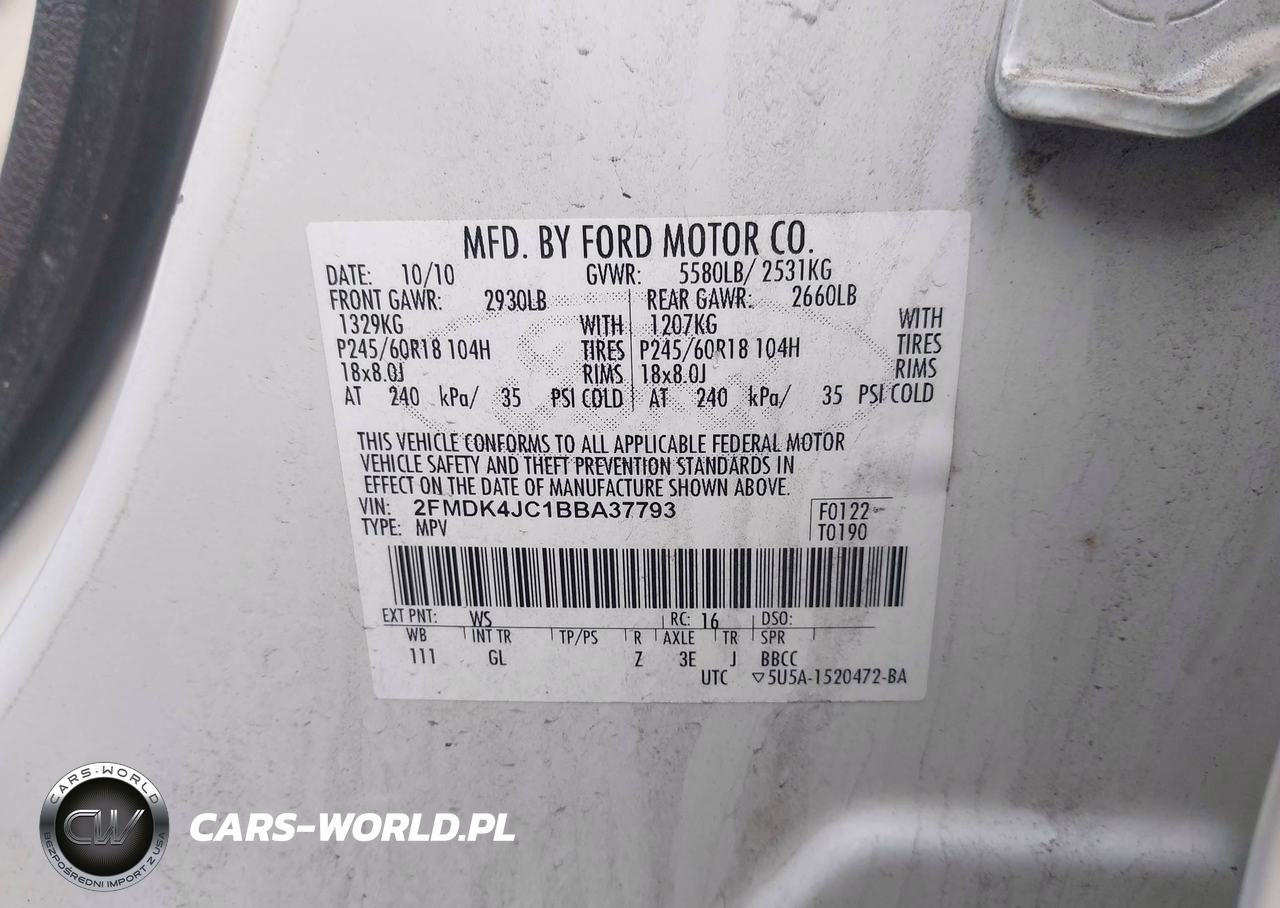 MFD. BY FORD MOTOR CO.
DATE: 10/10 GVWR: 5580LB/ 2531KG
FRONT GAWR: 2930LB REAR GAWR: 2660LB
1329KG WITH 1207KG WITH
P245/60R18 104H TIRES P245/60R18 104H TIRES
18x8.0J RIMS 18x8.0J RIMS
AT 240 kPa/ 35 PSI COLD AT 240 kPa/ 35 PSI COLD
THIS VEHICLE CONFORMS TO ALL APPLICABLE FEDERAL MOTOR
VEHICLE SAFETY AND THEFT PREVENTION STANDARDS IN
EFFECT ON THE DATE OF MANUFACTURE SHOWN ABOVE.
VIN: 2FMDK4JC1BBA37793 F0122
TYPE: MPV T0190
EXT PNT: WS RC: 16 DSO:
WB INT TR TP/PS R AXLE TR SPR
111 GL Z 3E J BBCC
UTC ▽5U5A-1520472-BA
CARS-WORLD
CW
BEZPOŚREDNI IMPORT Z USA
CARS-WORLD.PL